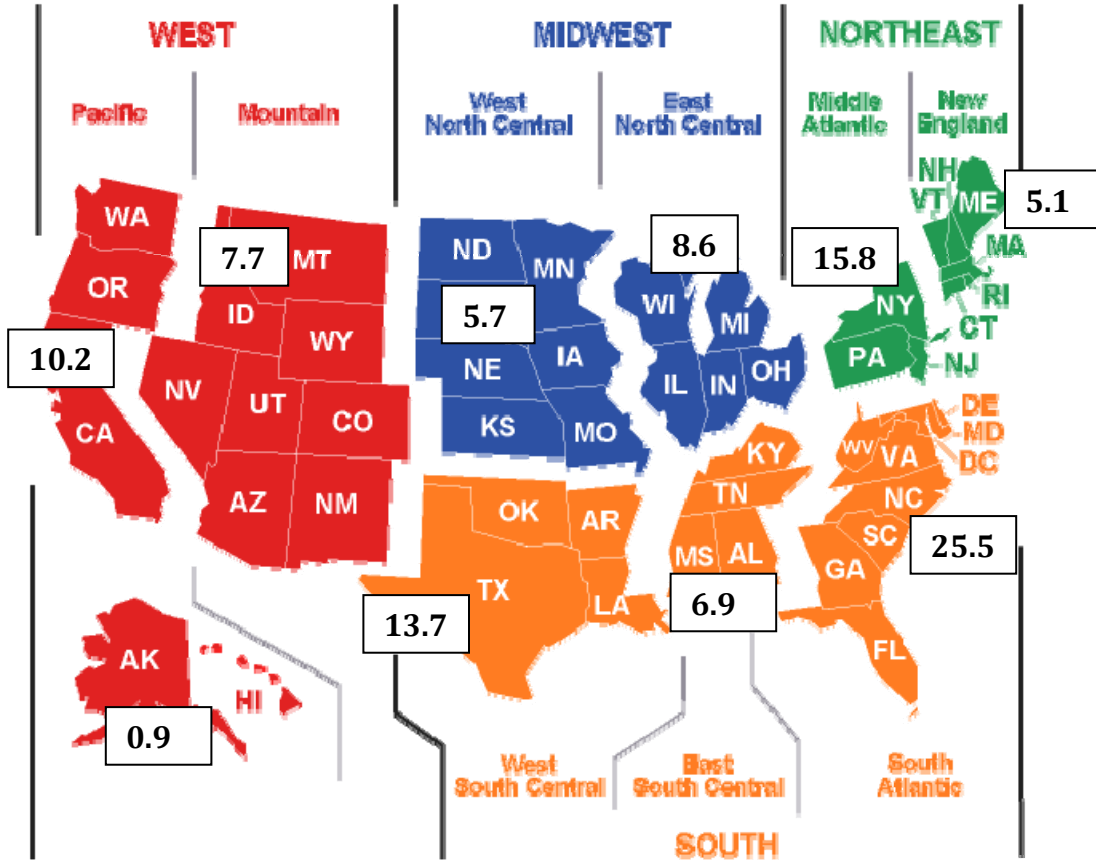 WEST
MIDWEST
NORTHEAST
Pacific
Mountain
West
North Central
East
North Central
Middle
Atlantic
New
England
WA
OR
CA
10.2
7.7
MT
ID
WY
NV
UT
CO
AZ
NM
ND
MN
5.7
NE
IA
KS
MO
8.6
WI
MI
IL
IN
OH
15.8
NY
PA
NH
VT
ME
5.1
MA
RI
CT
NJ
DE
MD
DC
WV
VA
NC
SC
25.5
GA
FL
KY
TN
MS
AL
6.9
OK
AR
TX
LA
13.7
AK
HI
0.9
West
South Central
East
South Central
South
Atlantic
SOUTH